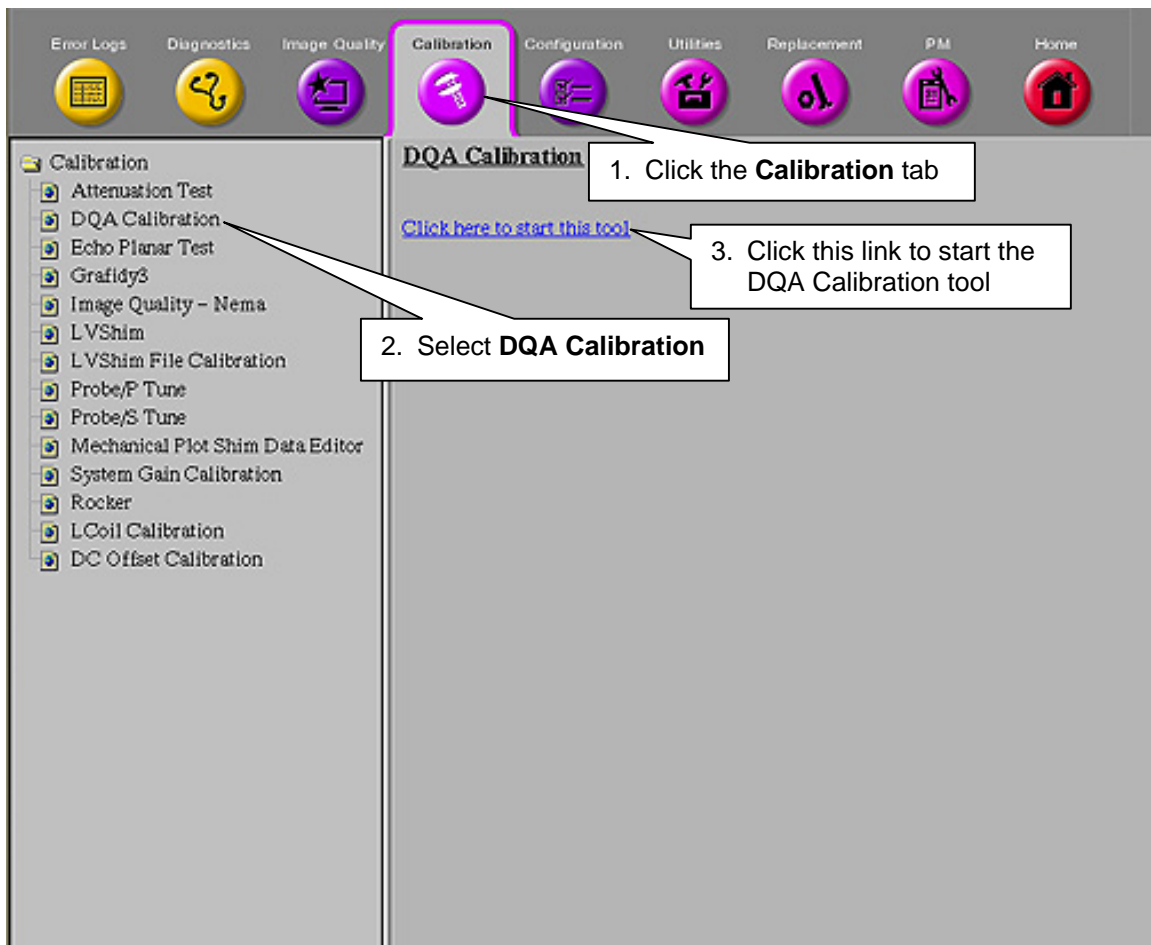 Error Logs Diagnostics Image Quality Calibration Configuration Utilities Replacement PM Home
Calibration
Attenuation Test
DQA Calibration
Echo Planar Test
Grafidy3
Image Quality – Nema
LVShim
LVShim File Calibration
Probe/P Tune
Probe/S Tune
Mechanical Plot Shim Data Editor
System Gain Calibration
Rocker
LCoil Calibration
DC Offset Calibration
DQA Calibration
1. Click the Calibration tab
Click here to start this tool
3. Click this link to start the
DQA Calibration tool
2. Select DQA Calibration